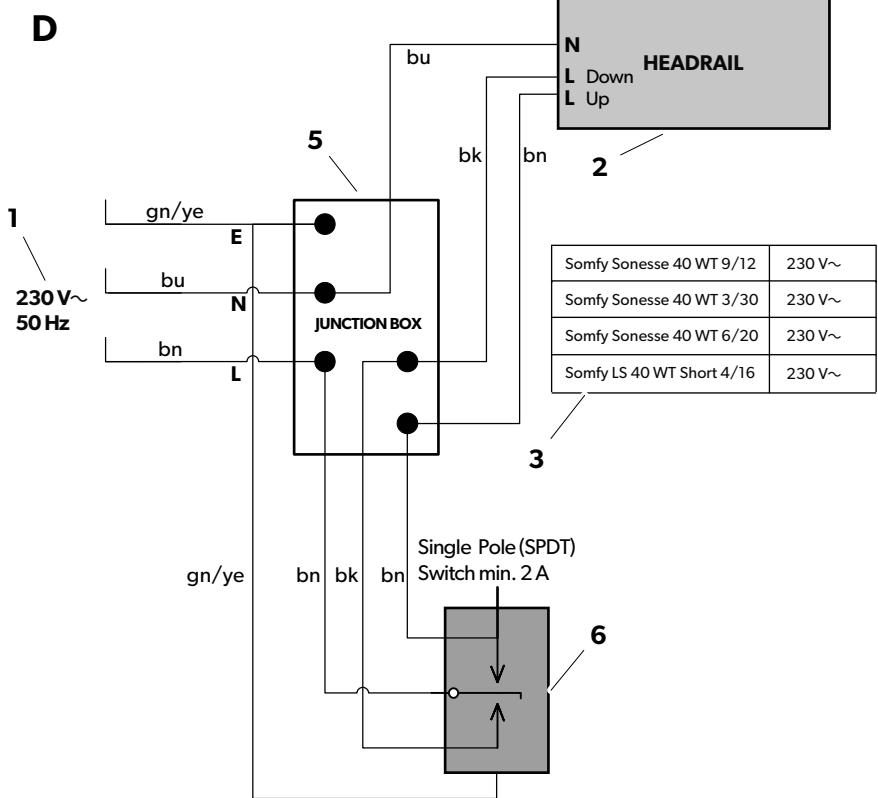 D
N
HEADRAIL
L Down
L Up
bu
5
bk
bn
2
gn/ye
1
E
bu
230 V~
50 Hz
N
JUNCTION BOX
bn
L
Somfy Sonesse 40 WT 9/12 230 V~
Somfy Sonesse 40 WT 3/30 230 V~
Somfy Sonesse 40 WT 6/20 230 V~
Somfy LS 40 WT Short 4/16 230 V~
3
Single Pole (SPDT)
Switch min. 2 A
gn/ye
bn
bk
bn
6